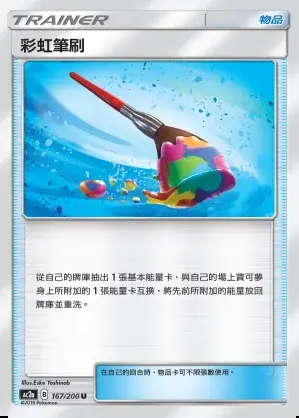 TRAINER
物品
彩虹筆刷
從自己的牌庫抽出1張基本能量卡，與自己的場上寶可夢
身上所附加的1張能量卡互換，將先前所附加的能量放回
牌庫並重洗。
在自己的回合時，物品卡可不限張數使用。
Illus.Eske Yoshinob
AC2a B 167/200 U
©2019 Pokémon